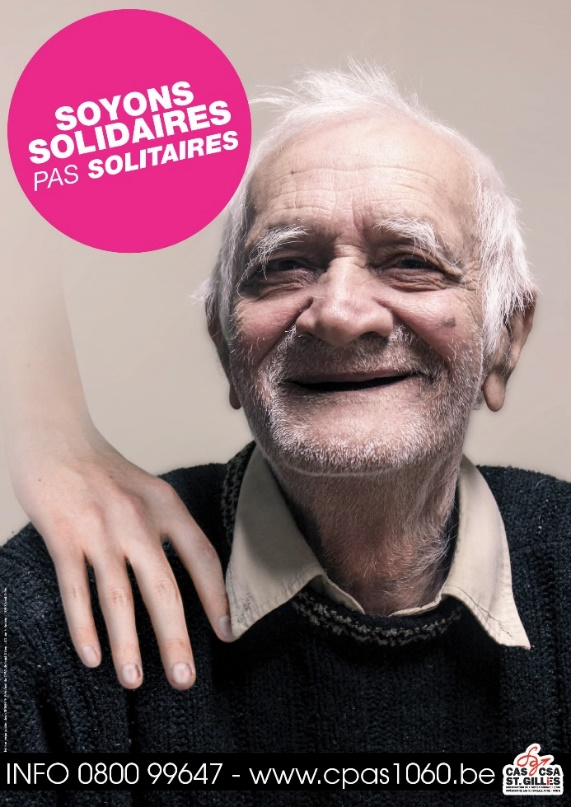 SOYONS
SOLIDAIRES
PAS SOLITAIRES
INFO 0800 99647 - www.cpas1060.be
CAS CSA
ST. GILLES